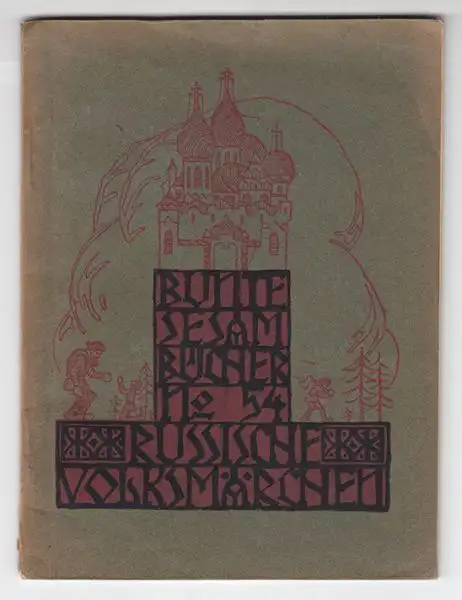 BUNTE
SESAM
BÜCHER
No 54
RUSSISCHE
VOLKSMÄRCHEN